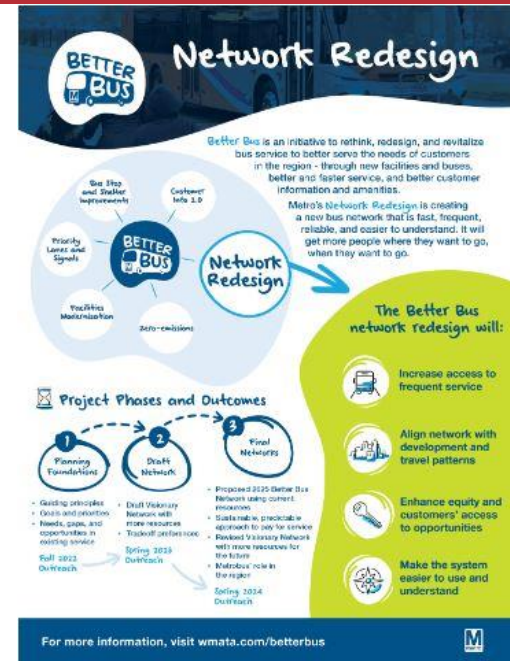 BETTER
BUS
Network Redesign
Better Bus is an initiative to rethink, redesign, and revitalize
bus service to better serve the needs of customers
in the region - through new facilities and buses,
better and faster service, and better customer
information and amenities.
Metro's Network Redesign is creating
a new bus network that is fast, frequent,
reliable, and easier to understand. It will
get more people where they want to go,
when they want to go.
Bus Stop
and Shelter
Improvements
Customer
Info 2.0
Priority
Lanes and
Signals
BETTER
BUS
Network
Redesign
Facilities
Modernization
Zero-emissions
The Better Bus
network redesign will:
Increase access to
frequent service
Align network with
development and
travel patterns
Enhance equity and
customers' access
to opportunities
Make the system
easier to use and
understand
Project Phases and Outcomes
1
Planning
Foundations
• Guiding principles
• Goals and priorities
• Needs, gaps, and
opportunities in
existing service
Fall 2022
Outreach
2
Draft
Network
• Draft Visionary
Network with
more resources
• Tradeoff preferences
Spring 2023
Outreach
3
Final
Networks
• Proposed 2025 Better Bus
Network using current
resources
• Sustainable, predictable
approach to pay for service
• Revised Visionary Network
with more resources for
the future
• Metrobus' role in
the region
Spring 2024
Outreach
For more information, visit wmata.com/betterbus
M